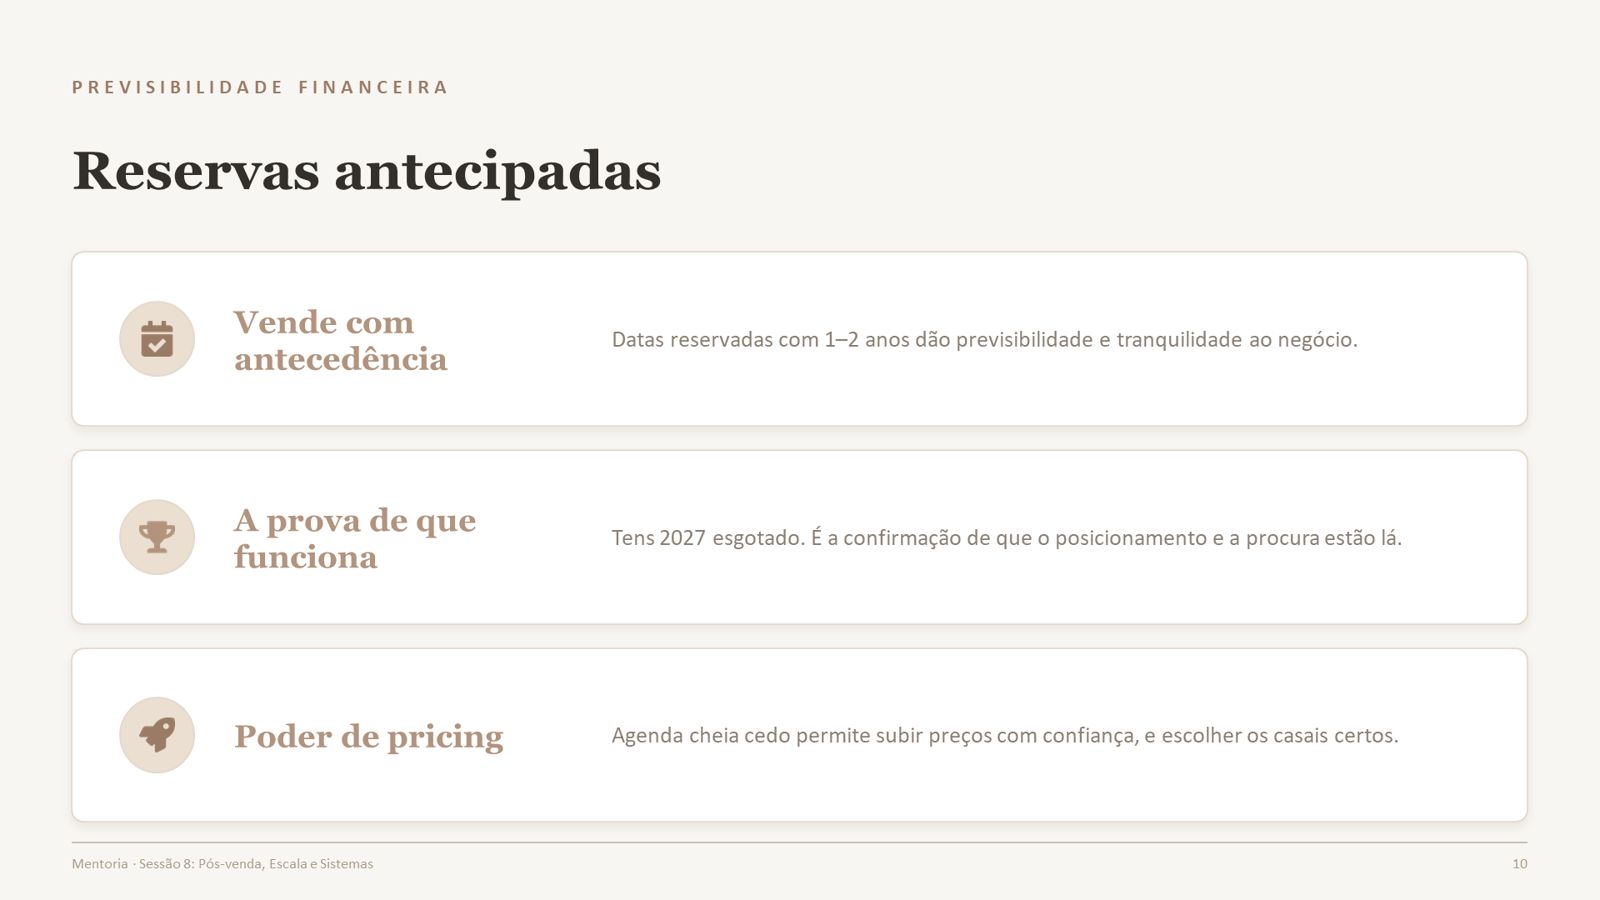 PREVISIBILIDADE FINANCEIRA
Reservas antecipadas
Vende com
antecedência
Datas reservadas com 1–2 anos dão previsibilidade e tranquilidade ao negócio.
A prova de que
funciona
Tens 2027 esgotado. É a confirmação de que o posicionamento e a procura estão lá.
Poder de pricing
Agenda cheia cedo permite subir preços com confiança, e escolher os casais certos.
Mentoria · Sessão 8: Pós-venda, Escala e Sistemas
10